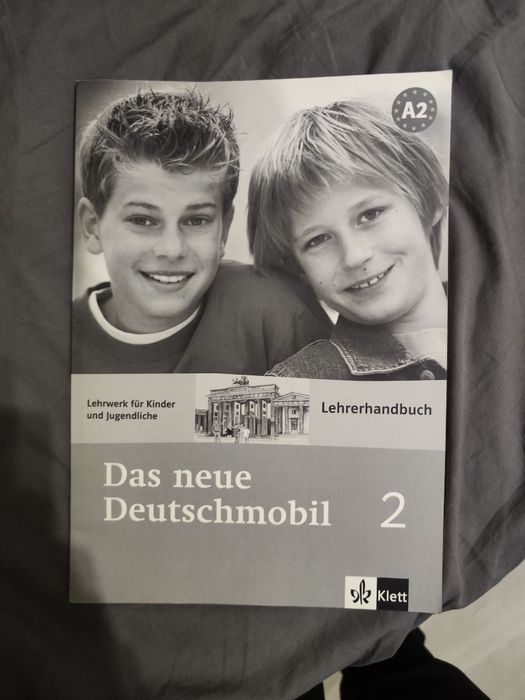 A2
Lehrwerk für Kinder
und Jugendliche
Lehrerhandbuch
Das neue
Deutschmobil 2
Klett